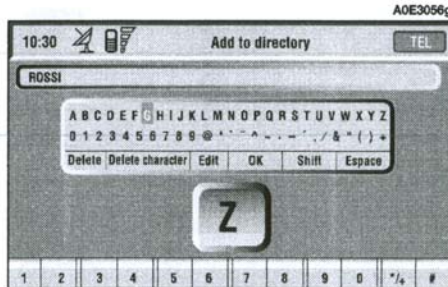 A0E3056g
10:30 Add to directory TEL
ROSSI
A B C D E F G H I J K L M N O P Q R S T U V W X Y Z
0 1 2 3 4 5 6 7 8 9 @ ' ` ¨ ^ ~ · – ´ . / & " ( ) +
Delete Delete character Edit OK Shift Espace
Z
1 2 3 4 5 6 7 8 9 0 */+ #